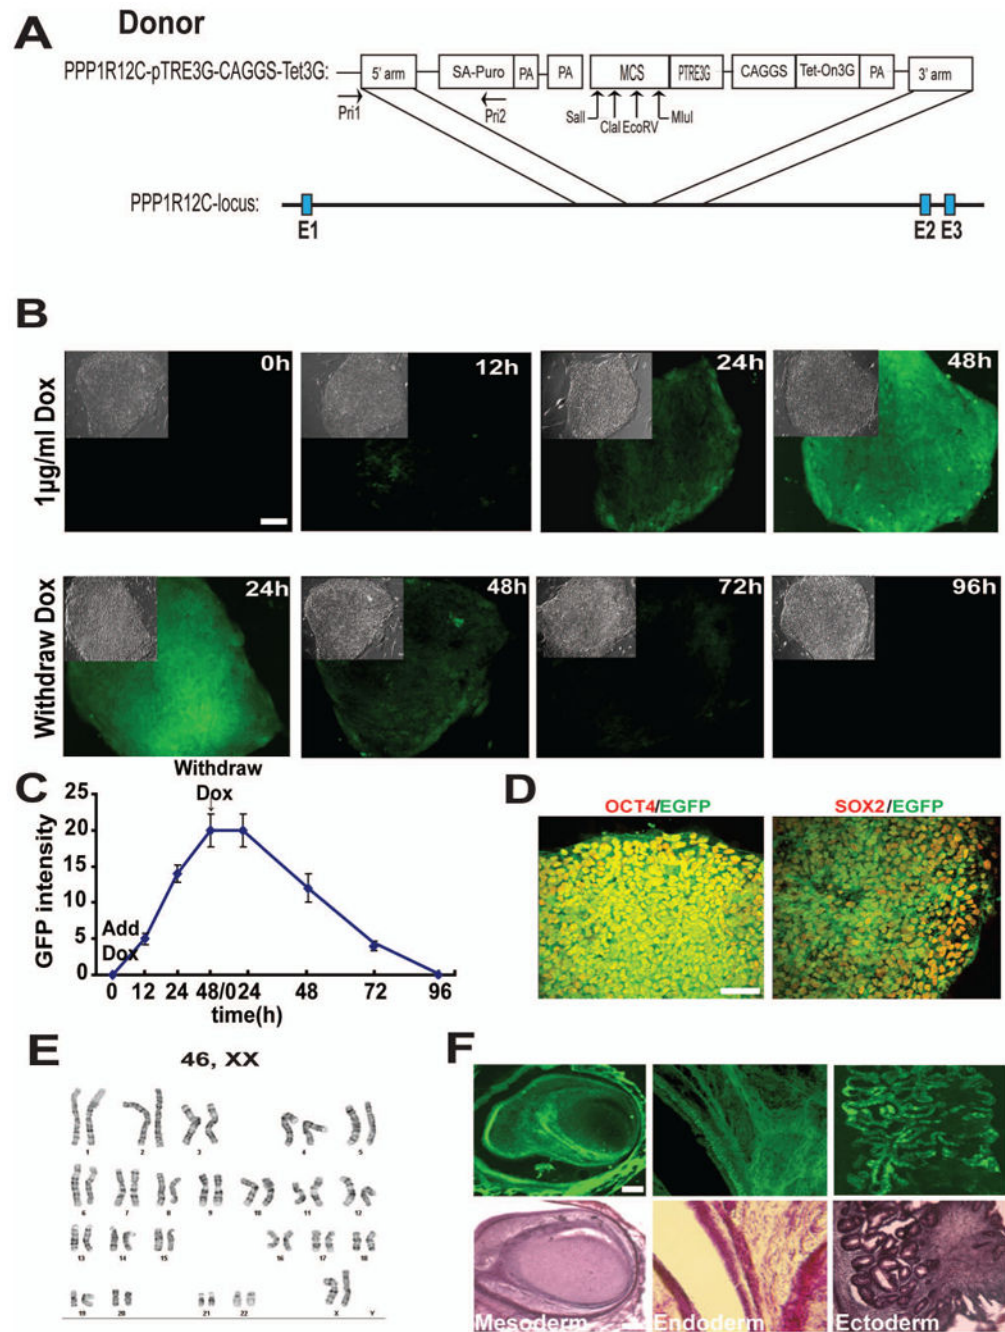 A
Donor
PPP1R12C-pTRE3G-CAGGS-Tet3G:
5' arm
SA-Puro
PA
PA
MCS
PTRE3G
CAGGS
Tet-On3G
PA
3' arm
Pri1
Pri2
SalI
ClaI
EcoRV
MluI
PPP1R12C-locus:
E1
E2
E3
B
1µg/ml Dox
0h
12h
24h
48h
Withdraw Dox
24h
48h
72h
96h
C
Withdraw
Dox
GFP intensity
25
20
15
10
5
0
Add
Dox
0 12 24 48/0 24 48 72 96
time(h)
D
OCT4/EGFP
SOX2/EGFP
E
46, XX
1 2 3 4 5
6 7 8 9 10 11 12
13 14 15 16 17 18
19 20 21 22 X Y
F
Mesoderm
Endoderm
Ectoderm